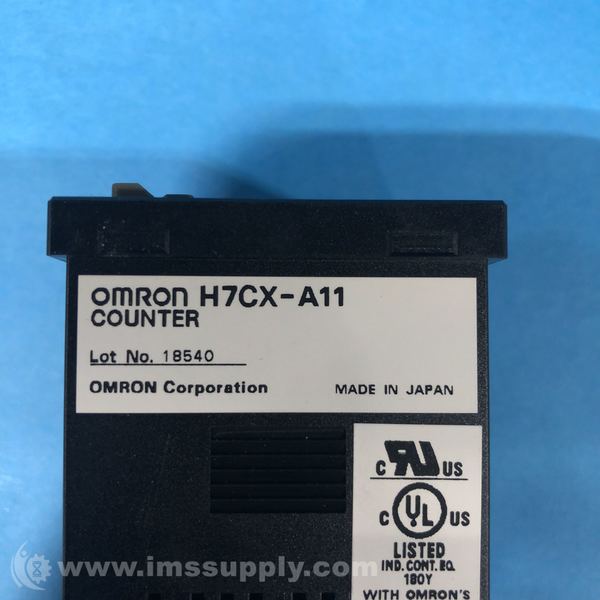 OMRON H7CX-A11
COUNTER
Lot No. 18540
OMRON Corporation MADE IN JAPAN
C RU US
C UL US
LISTED
IND. CONT. EQ.
180Y
WITH OMRON'S
www.imssupply.com